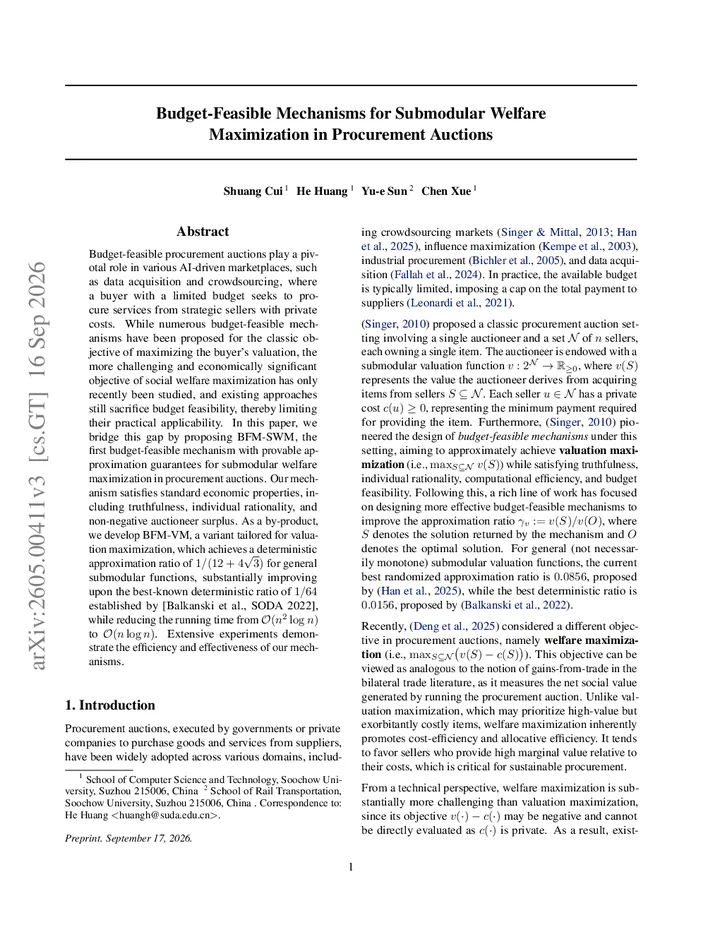 Budget-Feasible Mechanisms for Submodular Welfare
Maximization in Procurement Auctions
Shuang Cui 1 He Huang 1 Yu-e Sun 2 Chen Xue 1
arXiv:2605.00411v3 [cs.GT] 16 Sep 2026
Abstract
Budget-feasible procurement auctions play a piv-
otal role in various AI-driven marketplaces, such
as data acquisition and crowdsourcing, where
a buyer with a limited budget seeks to pro-
cure services from strategic sellers with private
costs. While numerous budget-feasible mech-
anisms have been proposed for the classic ob-
jective of maximizing the buyer's valuation, the
more challenging and economically significant
objective of social welfare maximization has only
recently been studied, and existing approaches
still sacrifice budget feasibility, thereby limiting
their practical applicability. In this paper, we
bridge this gap by proposing BFM-SWM, the
first budget-feasible mechanism with provable ap-
proximation guarantees for submodular welfare
maximization in procurement auctions. Our me-
chanism satisfies standard economic properties, in-
cluding truthfulness, individual rationality, and
non-negative auctioneer surplus. As a by-product,
we develop BFM-VM, a variant tailored for valua-
tion maximization, which achieves a deterministic
approximation ratio of 1/(12 + 4√3) for general
submodular functions, substantially improving
upon the best-known deterministic ratio of 1/64
established by [Balkanski et al., SODA 2022],
while reducing the running time from O(n² log n)
to O(n log n). Extensive experiments demon-
strate the efficiency and effectiveness of our mech-
anisms.
1. Introduction
Procurement auctions, executed by governments or private
companies to purchase goods and services from suppliers,
have been widely adopted across various domains, includ-
1 School of Computer Science and Technology, Soochow Uni-
versity, Suzhou 215006, China 2 School of Rail Transportation,
Soochow University, Suzhou 215006, China . Correspondence to:
He Huang <huangh@suda.edu.cn>.
Preprint. September 17, 2026.
ing crowdsourcing markets (Singer & Mittal, 2013; Han
et al., 2025), influence maximization (Kempe et al., 2003),
industrial procurement (Bichler et al., 2005), and data acqui-
sition (Fallah et al., 2024). In practice, the available budget
is typically limited, imposing a cap on the total payment to
suppliers (Leonardi et al., 2021).
(Singer, 2010) proposed a classic procurement auction set-
ting involving a single auctioneer and a set N of n sellers,
each owning a single item. The auctioneer is endowed with a
submodular valuation function v : 2^N → ℝ≥0, where v(S)
represents the value the auctioneer derives from acquiring
items from sellers S ⊆ N. Each seller u ∈ N has a private
cost c(u) ≥ 0, representing the minimum payment required
for providing the item. Furthermore, (Singer, 2010) pio-
neered the design of budget-feasible mechanisms under this
setting, aiming to approximately achieve valuation maxi-
mization (i.e., max S⊆N v(S)) while satisfying truthfulness,
individual rationality, computational efficiency, and budget
feasibility. Following this, a rich line of work has focused
on designing more effective budget-feasible mechanisms to
improve the approximation ratio γv := v(S)/v(O), where
S denotes the solution returned by the mechanism and O
denotes the optimal solution. For general (not necessar-
ily monotone) submodular valuation functions, the current
best randomized approximation ratio is 0.0856, proposed
by (Han et al., 2025), while the best deterministic ratio is
0.0156, proposed by (Balkanski et al., 2022).
Recently, (Deng et al., 2025) considered a different objec-
tive in procurement auctions, namely welfare maximiza-
tion (i.e., max S⊆N (v(S) − c(S))). This objective can be
viewed as analogous to the notion of gains-from-trade in the
bilateral trade literature, as it measures the net social value
generated by running the procurement auction. Unlike val-
uation maximization, which may prioritize high-value but
exorbitantly costly items, welfare maximization inherently
promotes cost-efficiency and allocative efficiency. It tends
to favor sellers who provide high marginal value relative to
their costs, which is critical for sustainable procurement.
From a technical perspective, welfare maximization is sub-
stantially more challenging than valuation maximization,
since its objective v(·) − c(·) may be negative and cannot
be directly evaluated as c(·) is private. As a result, exist-
1